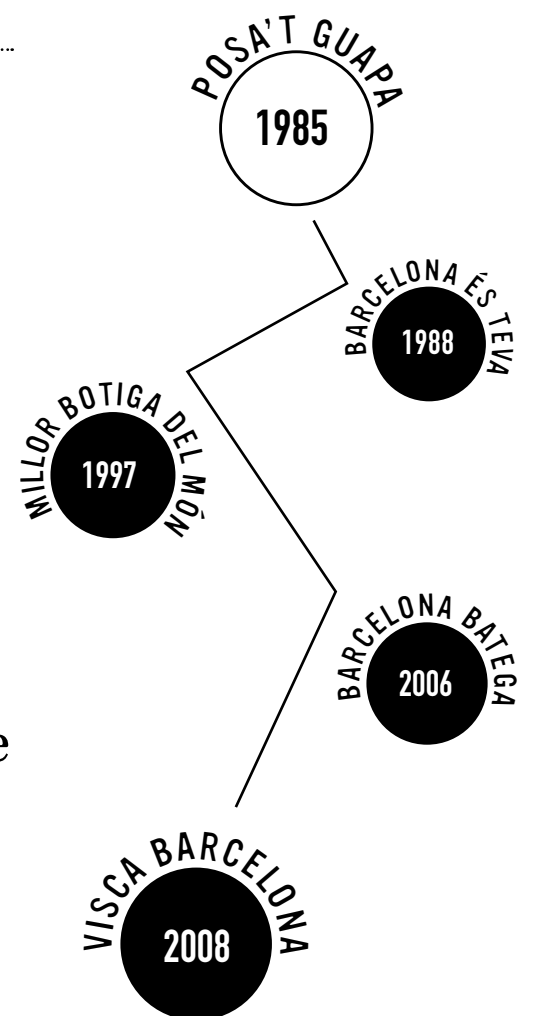 ...
POSA'T GUAPA
1985
BARCELONA ÉS TEVA
1988
MILLOR BOTIGA DEL MÓN
1997
BARCELONA BATEGA
2006
e
VISCA BARCELONA
2008